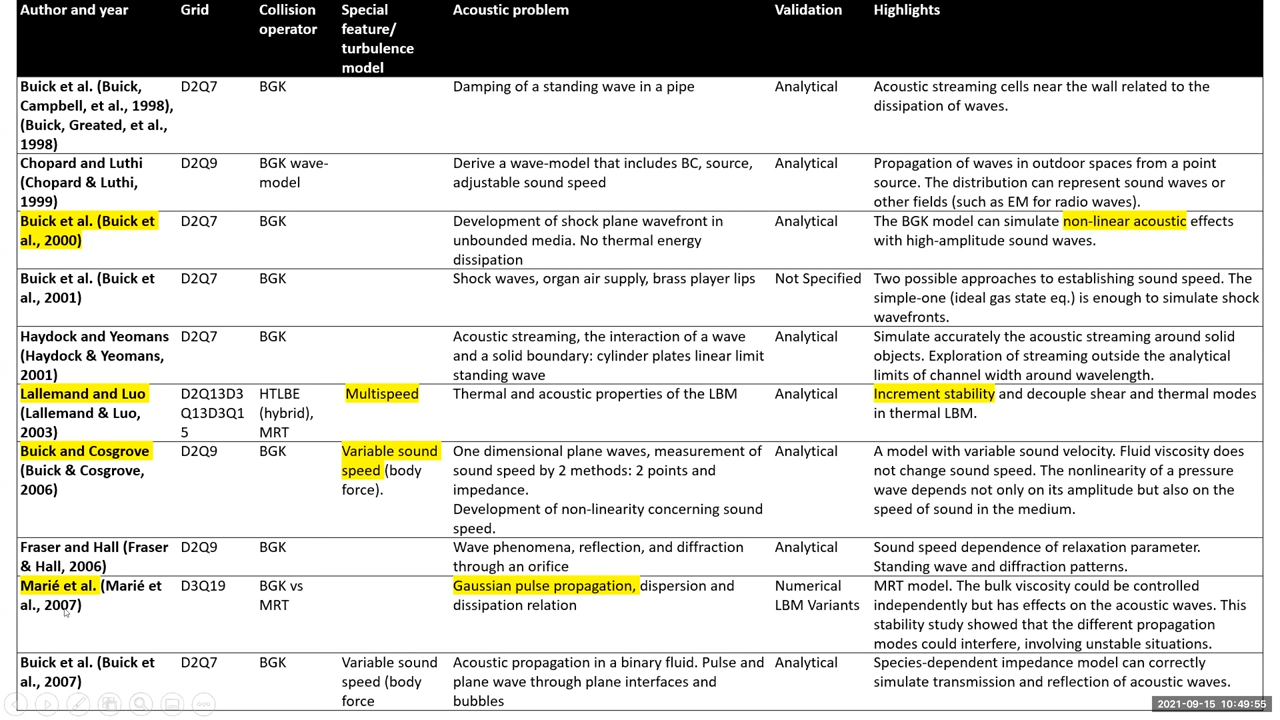 Author and year Grid Collision operator Special feature/ turbulence model Acoustic problem Validation Highlights
Buick et al. (Buick, Campbell, et al., 1998), (Buick, Greated, et al., 1998) D2Q7 BGK Damping of a standing wave in a pipe Analytical Acoustic streaming cells near the wall related to the dissipation of waves.
Chopard and Luthi (Chopard & Luthi, 1999) D2Q9 BGK wave-model Derive a wave-model that includes BC, source, adjustable sound speed Analytical Propagation of waves in outdoor spaces from a point source. The distribution can represent sound waves or other fields (such as EM for radio waves).
Buick et al. (Buick et al., 2000) D2Q7 BGK Development of shock plane wavefront in unbounded media. No thermal energy dissipation Analytical The BGK model can simulate non-linear acoustic effects with high-amplitude sound waves.
Buick et al. (Buick et al., 2001) D2Q7 BGK Shock waves, organ air supply, brass player lips Not Specified Two possible approaches to establishing sound speed. The simple-one (ideal gas state eq.) is enough to simulate shock wavefronts.
Haydock and Yeomans (Haydock & Yeomans, 2001) D2Q7 BGK Acoustic streaming, the interaction of a wave and a solid boundary: cylinder plates linear limit standing wave Analytical Simulate accurately the acoustic streaming around solid objects. Exploration of streaming outside the analytical limits of channel width around wavelength.
Lallemand and Luo (Lallemand & Luo, 2003) D2Q13D3Q13D3Q15 HTLBE (hybrid), MRT Multispeed Thermal and acoustic properties of the LBM Analytical Increment stability and decouple shear and thermal modes in thermal LBM.
Buick and Cosgrove (Buick & Cosgrove, 2006) D2Q9 BGK Variable sound speed (body force). One dimensional plane waves, measurement of sound speed by 2 methods: 2 points and impedance. Development of non-linearity concerning sound speed. Analytical A model with variable sound velocity. Fluid viscosity does not change sound speed. The nonlinearity of a pressure wave depends not only on its amplitude but also on the speed of sound in the medium.
Fraser and Hall (Fraser & Hall, 2006) D2Q9 BGK Wave phenomena, reflection, and diffraction through an orifice Analytical Sound speed dependence of relaxation parameter. Standing wave and diffraction patterns.
Marié et al. (Marié et al., 2007) D3Q19 BGK vs MRT Gaussian pulse propagation, dispersion and dissipation relation Numerical LBM Variants MRT model. The bulk viscosity could be controlled independently but has effects on the acoustic waves. This stability study showed that the different propagation modes could interfere, involving unstable situations.
Buick et al. (Buick et al., 2007) D2Q7 BGK Variable sound speed (body force Acoustic propagation in a binary fluid. Pulse and plane wave through plane interfaces and bubbles Analytical Species-dependent impedance model can correctly simulate transmission and reflection of acoustic waves.
2021-09-15 10:49:55